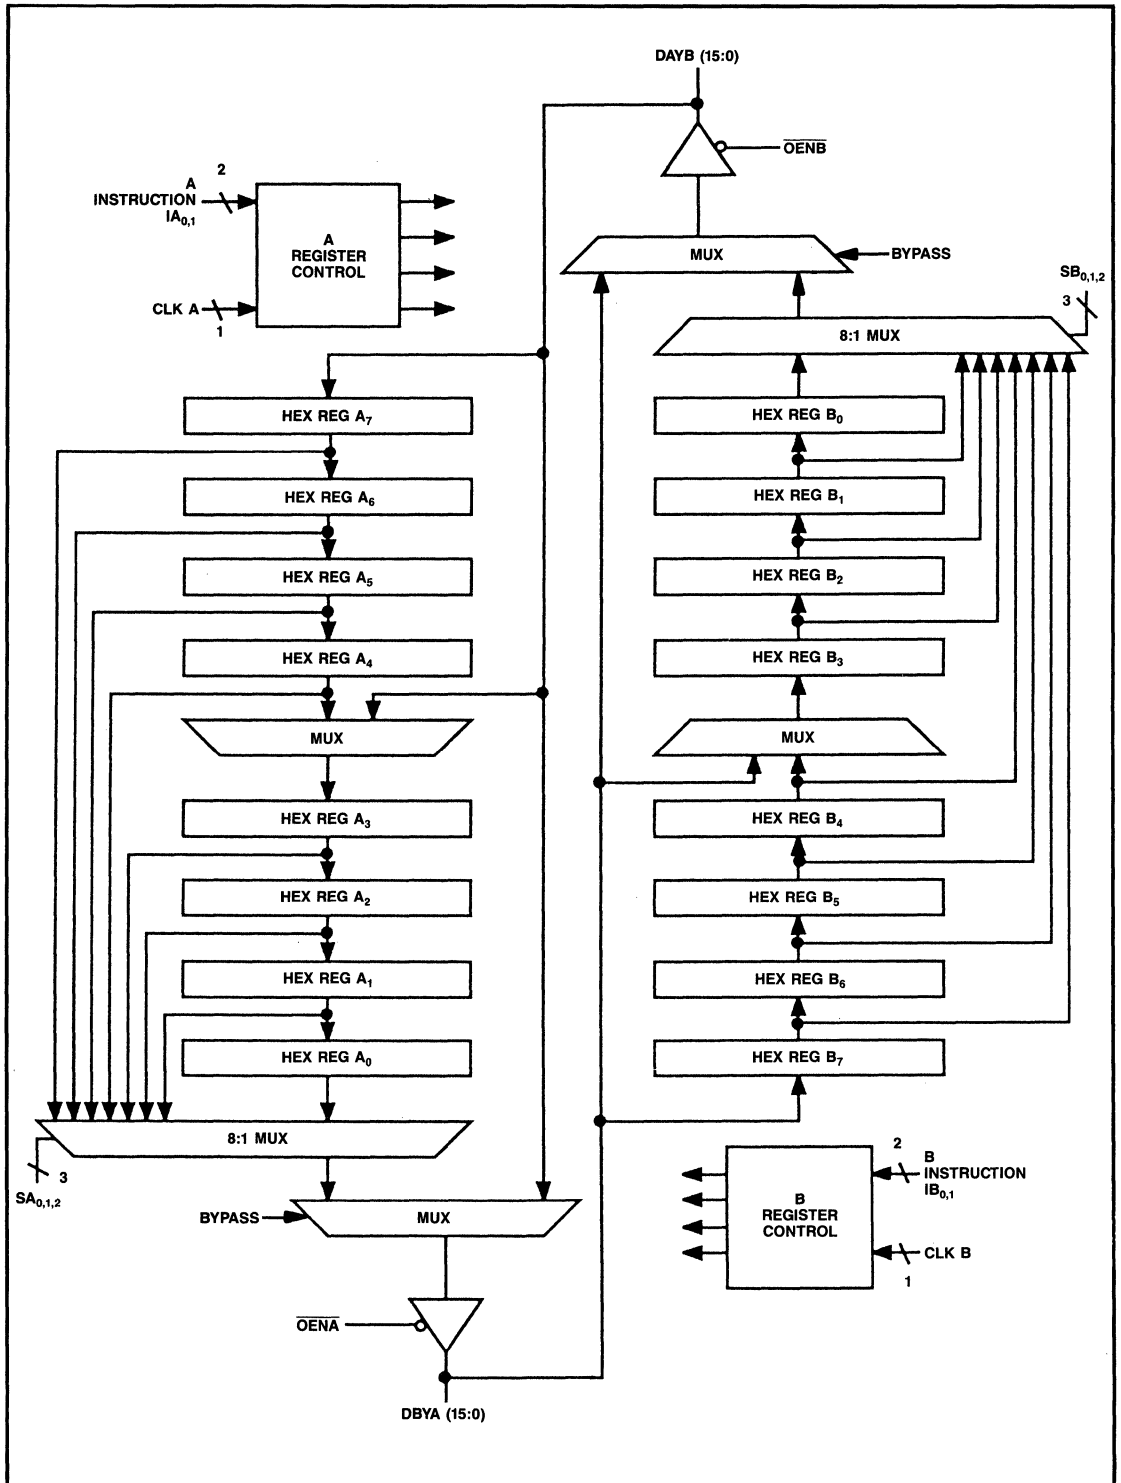 DAYB (15:0)
OENB
MUX
BYPASS
SB0,1,2
3
8:1 MUX
A
INSTRUCTION
IA0,1
2
CLK A
1
A
REGISTER
CONTROL
HEX REG A7
HEX REG A6
HEX REG A5
HEX REG A4
MUX
HEX REG A3
HEX REG A2
HEX REG A1
HEX REG A0
8:1 MUX
3
SA0,1,2
BYPASS
MUX
OENA
DBYA (15:0)
HEX REG B0
HEX REG B1
HEX REG B2
HEX REG B3
MUX
HEX REG B4
HEX REG B5
HEX REG B6
HEX REG B7
B
REGISTER
CONTROL
2
B
INSTRUCTION
IB0,1
CLK B
1